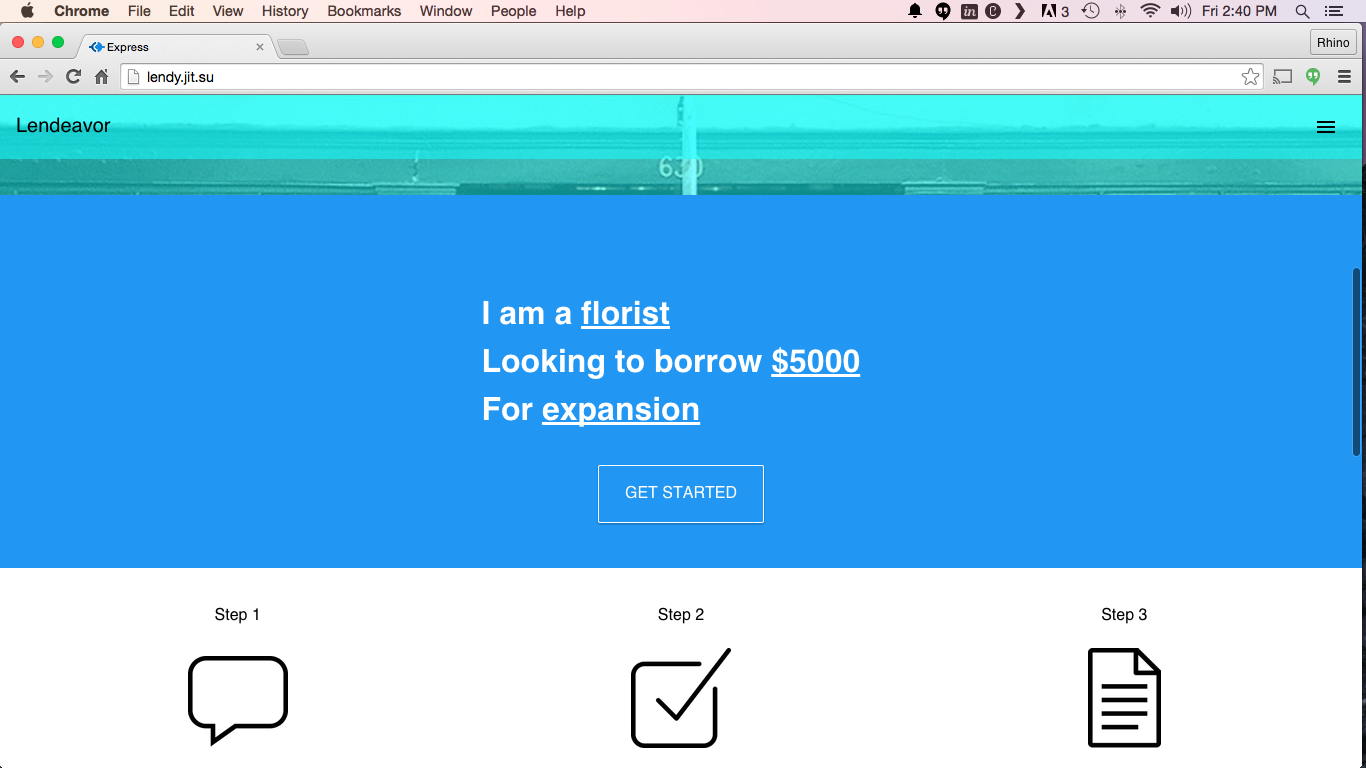 Chrome File Edit View History Bookmarks Window People Help 3 Fri 2:40 PM
Express Rhino
lendy.jit.su
Lendeavor
630
I am a florist
Looking to borrow $5000
For expansion
GET STARTED
Step 1 Step 2 Step 3